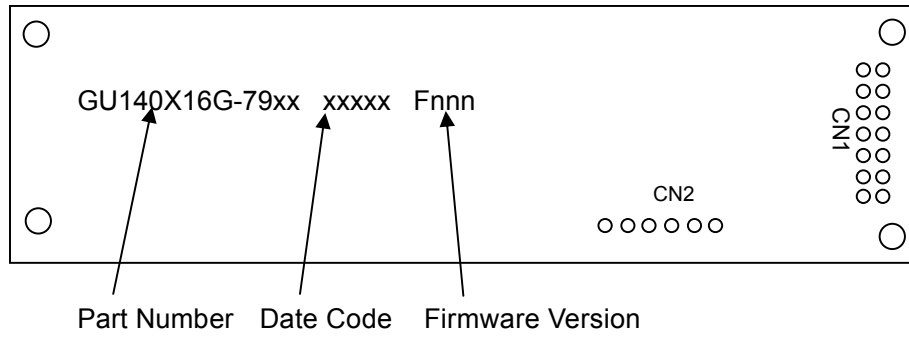 GU140X16G-79xx xxxxx Fnnn
CN1
CN2
Part Number Date Code Firmware Version